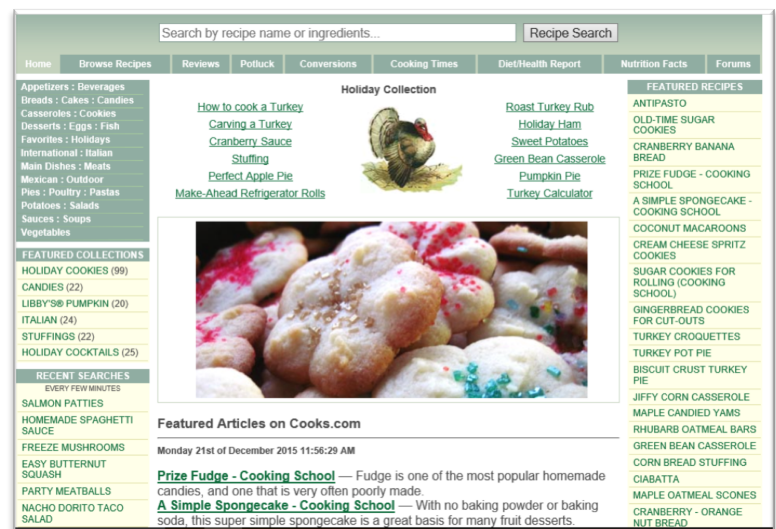 Search by recipe name or ingredients...
Recipe Search
Home
Browse Recipes
Reviews
Potluck
Conversions
Cooking Times
Diet/Health Report
Nutrition Facts
Forums
Appetizers : Beverages
Breads : Cakes : Candies
Casseroles : Cookies
Desserts : Eggs : Fish
Favorites : Holidays
International : Italian
Main Dishes : Meats
Mexican : Outdoor
Pies : Poultry : Pastas
Potatoes : Salads
Sauces : Soups
Vegetables
FEATURED COLLECTIONS
HOLIDAY COOKIES (99)
CANDIES (22)
LIBBY'S® PUMPKIN (20)
ITALIAN (24)
STUFFINGS (22)
HOLIDAY COCKTAILS (25)
RECENT SEARCHES
EVERY FEW MINUTES
SALMON PATTIES
HOMEMADE SPAGHETTI
SAUCE
FREEZE MUSHROOMS
EASY BUTTERNUT
SQUASH
PARTY MEATBALLS
NACHO DORITO TACO
SALAD
Holiday Collection
How to cook a Turkey
Carving a Turkey
Cranberry Sauce
Stuffing
Perfect Apple Pie
Make-Ahead Refrigerator Rolls
Roast Turkey Rub
Holiday Ham
Sweet Potatoes
Green Bean Casserole
Pumpkin Pie
Turkey Calculator
Featured Articles on Cooks.com
Monday 21st of December 2015 11:56:29 AM
Prize Fudge - Cooking School — Fudge is one of the most popular homemade
candies, and one that is very often poorly made.
A Simple Spongecake - Cooking School — With no baking powder or baking
soda, this super simple spongecake is a great basis for many fruit desserts.
FEATURED RECIPES
ANTIPASTO
OLD-TIME SUGAR
COOKIES
CRANBERRY BANANA
BREAD
PRIZE FUDGE - COOKING
SCHOOL
A SIMPLE SPONGECAKE -
COOKING SCHOOL
COCONUT MACAROONS
CREAM CHEESE SPRITZ
COOKIES
SUGAR COOKIES FOR
ROLLING (COOKING
SCHOOL)
GINGERBREAD COOKIES
FOR CUT-OUTS
TURKEY CROQUETTES
TURKEY POT PIE
BISCUIT CRUST TURKEY
PIE
JIFFY CORN CASSEROLE
MAPLE CANDIED YAMS
RHUBARB OATMEAL BARS
GREEN BEAN CASSEROLE
CORN BREAD STUFFING
CIABATTA
MAPLE OATMEAL SCONES
CRANBERRY - ORANGE
NUT BREAD